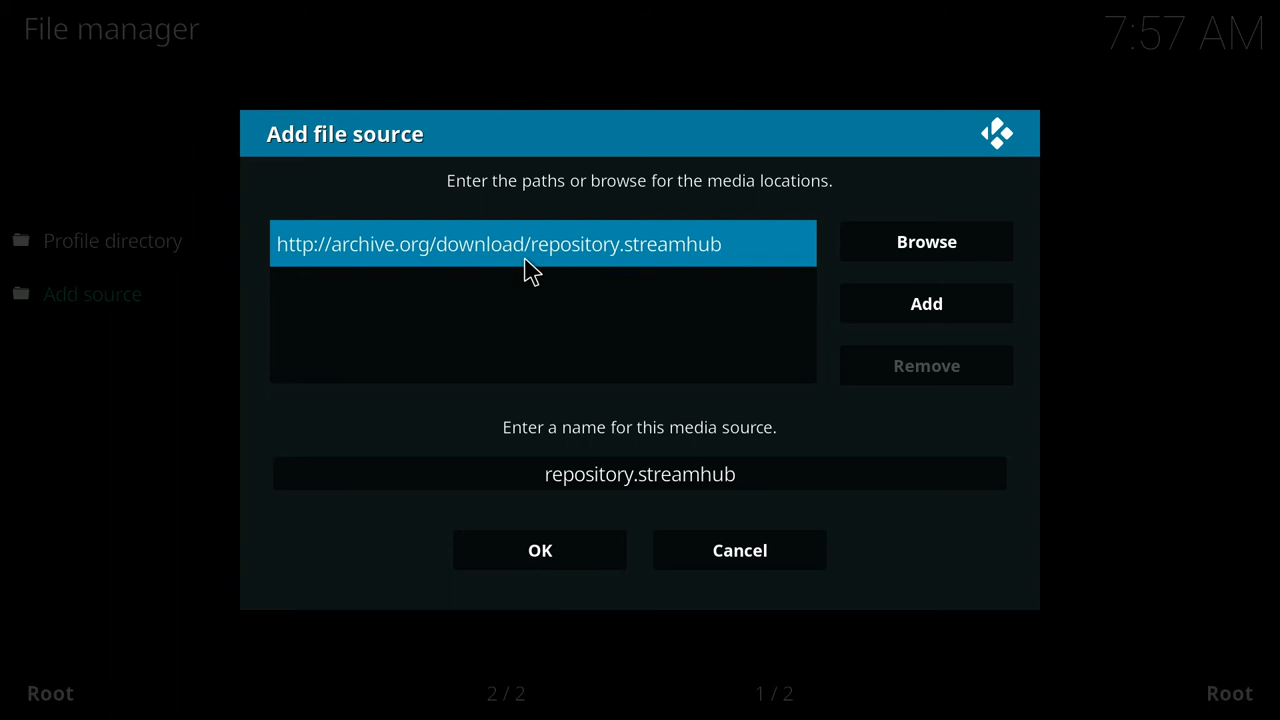 File manager
7:57 AM
Add file source
Enter the paths or browse for the media locations.
http://archive.org/download/repository.streamhub
Browse
Profile directory
Add source
Add
Remove
Enter a name for this media source.
repository.streamhub
OK
Cancel
Root
2 / 2
1 / 2
Root